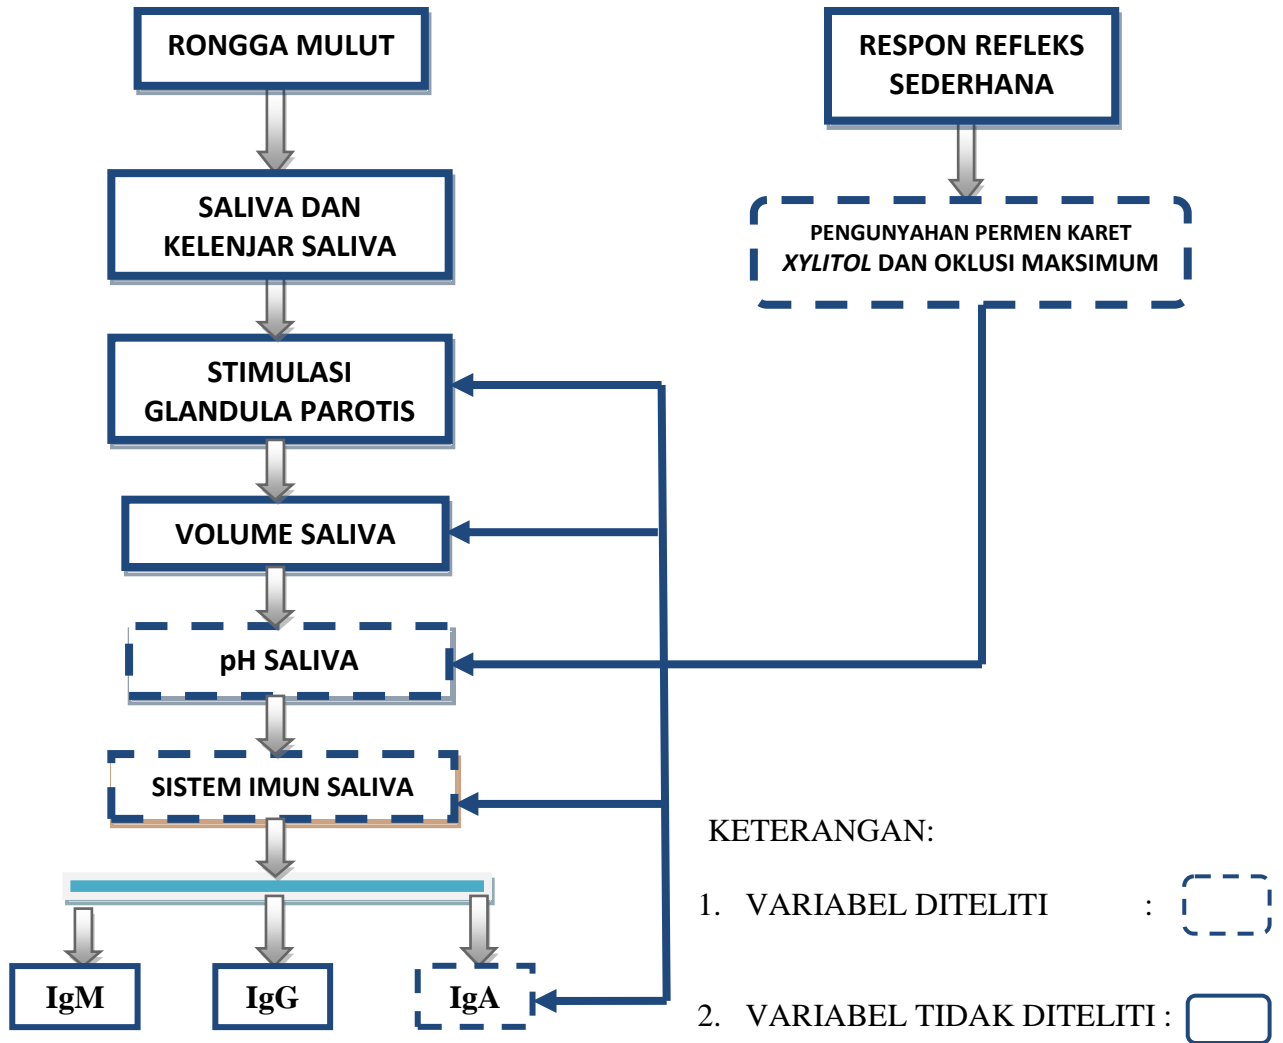 RONGGA MULUT
SALIVA DAN
KELENJAR SALIVA
STIMULASI
GLANDULA PAROTIS
VOLUME SALIVA
pH SALIVA
SISTEM IMUN SALIVA
IgM
IgG
IgA
RESPON REFLEKS
SEDERHANA
PENGUNYAHAN PERMEN KARET
XYLITOL DAN OKLUSI MAKSIMUM
KETERANGAN:
1. VARIABEL DITELITI :
2. VARIABEL TIDAK DITELITI :